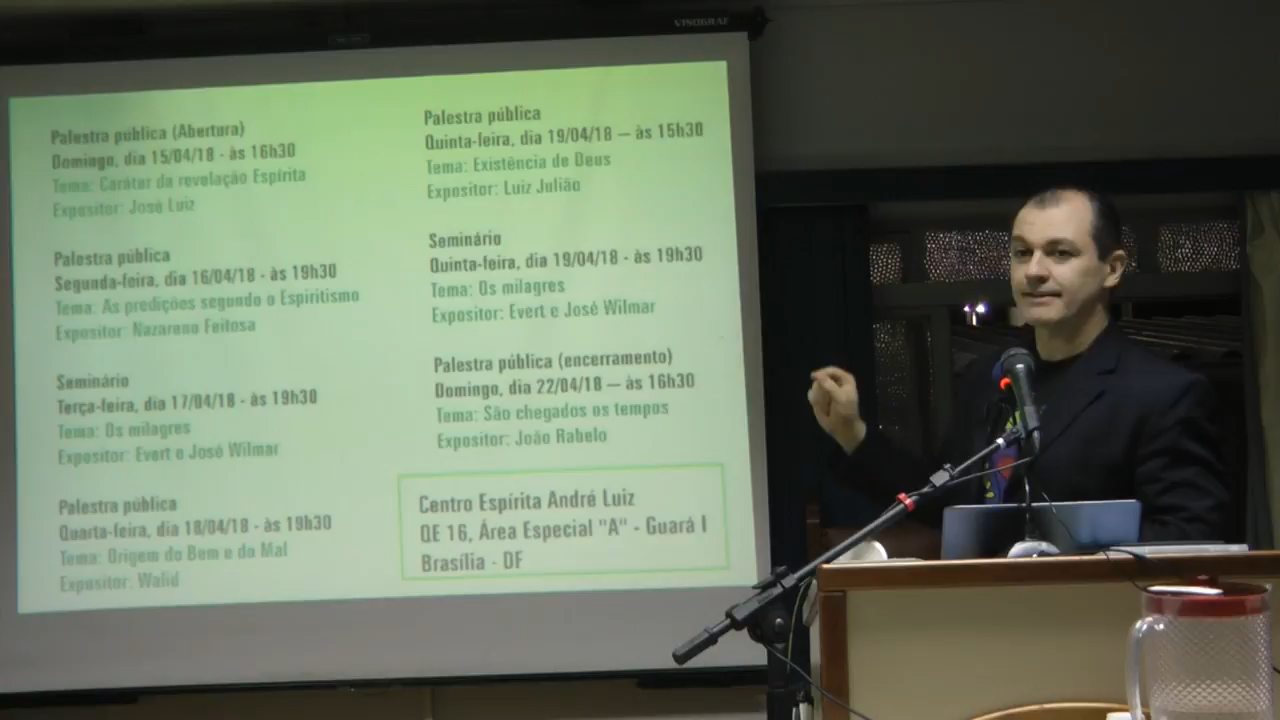 VISOGRAF
Palestra pública (Abertura)
Domingo, dia 15/04/18 - às 16h30
Tema: Caráter da revelação Espírita
Expositor: José Luiz
Palestra pública
Segunda-feira, dia 16/04/18 - às 19h30
Tema: As predições segundo o Espiritismo
Expositor: Nazareno Feitosa
Seminário
Terça-feira, dia 17/04/18 - às 19h30
Tema: Os milagres
Expositor: Evert e José Wilmar
Palestra pública
Quarta-feira, dia 18/04/18 - às 19h30
Tema: Origem do Bem e do Mal
Expositor: Walid
Palestra pública
Quinta-feira, dia 19/04/18 – às 15h30
Tema: Existência de Deus
Expositor: Luiz Julião
Seminário
Quinta-feira, dia 19/04/18 - às 19h30
Tema: Os milagres
Expositor: Evert e José Wilmar
Palestra pública (encerramento)
Domingo, dia 22/04/18 – às 16h30
Tema: São chegados os tempos
Expositor: João Rabelo
Centro Espírita André Luiz
QE 16, Área Especial "A" - Guará I
Brasília - DF